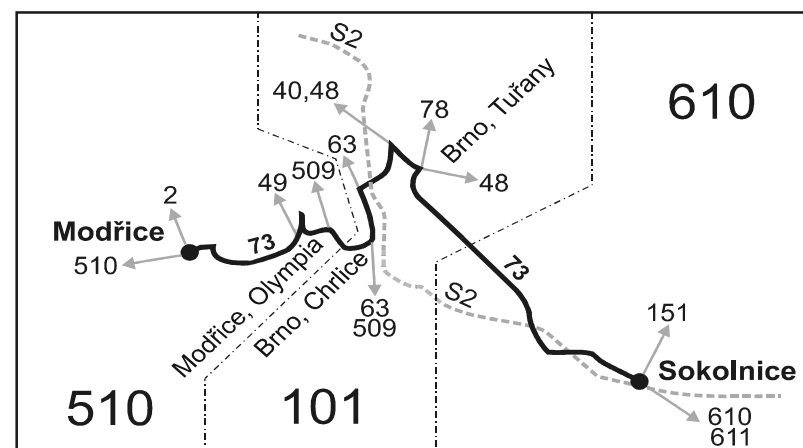 S2
40,48
78
Brno, Tuřany
610
63
509
49
48
2
Modřice
510
73
Modřice, Olympia
Brno, Chrlice
73
S2
63
509
151
Sokolnice
510
101
610
611